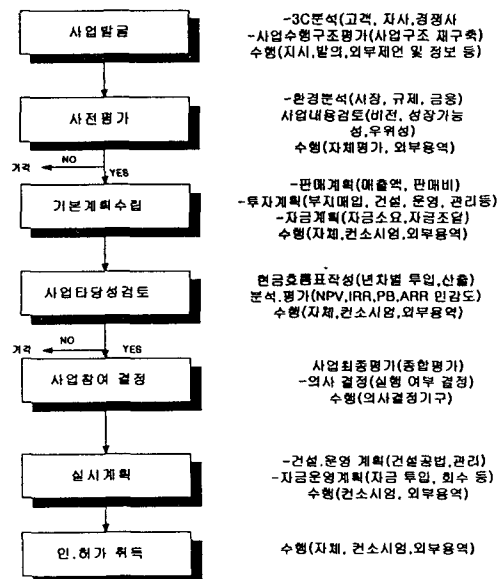 사업발굼
-3C분석(고객, 자사,경쟁사
-사업수행구조평가(사업구조 재구축)
수행(지시,발의,외부제언 및 정보 등)
사전평가
-환경분석(시장, 규제, 금융)
사업내용검토(비전, 성장가능
성,우위성)
수행(자체평가, 외부용역)
NO
기각
YES
기본계획수립
-판매계획(매출액, 판매비)
-투자계획(부지매입, 건설, 운영, 관리등)
-자금계획(자금소요,자금조달)
수행(자체,컨소시엄,외부용역)
사업타당성검토
현금흐름표작성(년차별 투입,산출)
분석.평가(NPV,IRR,PB,ARR 민감도)
수행(자체,컨소시엄,외부용역)
NO
기각
YES
사업참여 결정
사업최종평가(종합평가)
-의사 결정(실행 여부 결정)
수행(의사결정기구)
실시계획
-건설.운영 계획(건설공법,관리)
-자금운영계획(자금 투입, 회수 등)
수행(컨소시엄, 외부용역)
인.허가 취득
수행(자체, 컨소시엄,외부용역)